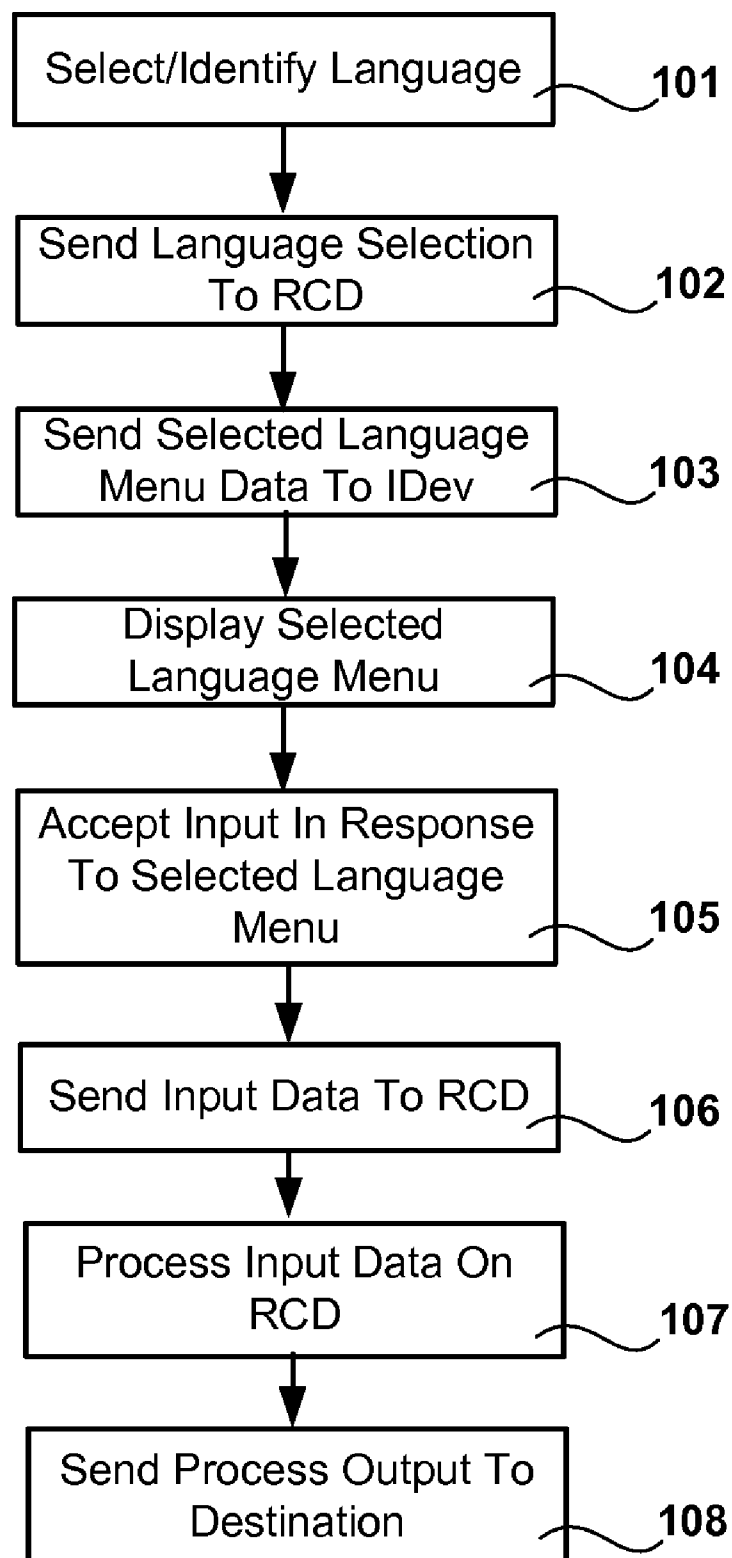 Select/Identify Language
101
Send Language Selection
To RCD
102
Send Selected Language
Menu Data To IDev
103
Display Selected
Language Menu
104
Accept Input In Response
To Selected Language
Menu
105
Send Input Data To RCD
106
Process Input Data On
RCD
107
Send Process Output To
Destination
108